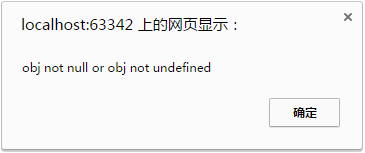 localhost:63342 上的网页显示：
obj not null or obj not undefined
确定